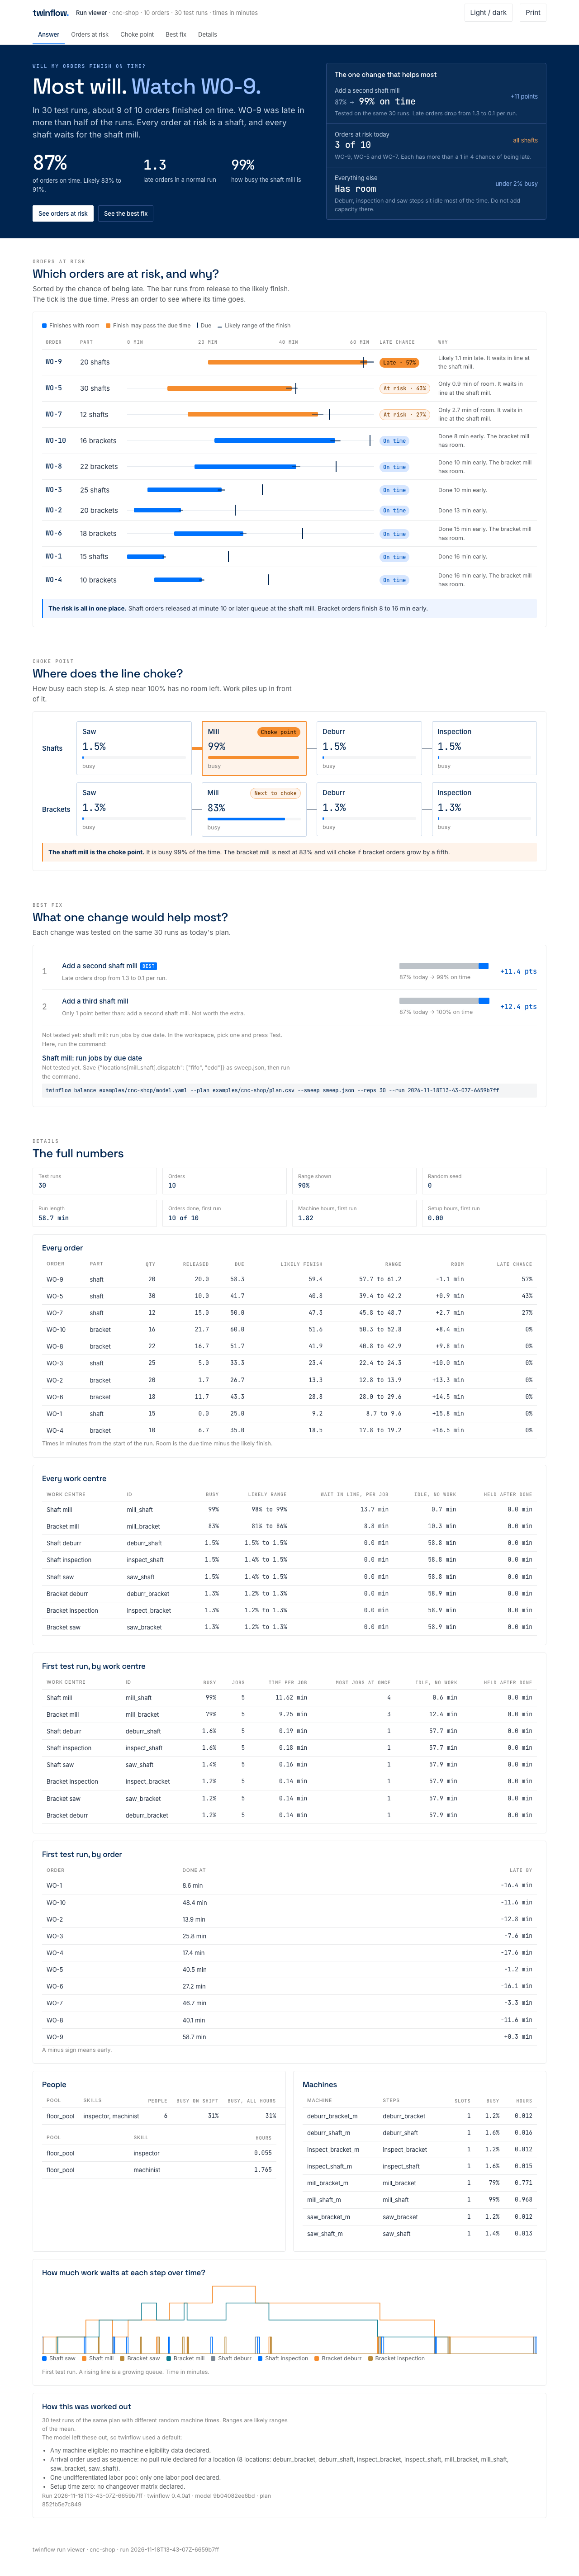 twinflow. Run viewer · cnc-shop · 10 orders · 30 test runs · times in minutes Light / dark Print
Answer Orders at risk Choke point Best fix Details
WILL MY ORDERS FINISH ON TIME?
Most will. Watch WO-9.
In 30 test runs, about 9 of 10 orders finished on time. WO-9 was late in
more than half of the runs. Every order at risk is a shaft, and every
shaft waits for the shaft mill.
87%
of orders on time. Likely 83% to
91%.
1.3
late orders in a normal run
99%
how busy the shaft mill is
See orders at risk See the best fix
The one change that helps most
Add a second shaft mill
87% → 99% on time
+11 points
Tested on the same 30 runs. Late orders drop from 1.3 to 0.1 per run.
Orders at risk today
3 of 10
all shafts
WO-9, WO-5 and WO-7. Each has more than a 1 in 4 chance of being late.
Everything else
Has room
under 2% busy
Deburr, inspection and saw steps sit idle most of the time. Do not add
capacity there.
ORDERS AT RISK
Which orders are at risk, and why?
Sorted by the chance of being late. The bar runs from release to the likely finish.
The tick is the due time. Press an order to see where its time goes.
Finishes with room Finish may pass the due time Due Likely range of the finish
ORDER PART 0 MIN 20 MIN 40 MIN 60 MIN LATE CHANCE WHY
WO-9 20 shafts Late · 57% Likely 1.1 min late. It waits in line at
the shaft mill.
WO-5 30 shafts At risk · 43% Only 0.9 min of room. It waits in
line at the shaft mill.
WO-7 12 shafts At risk · 27% Only 2.7 min of room. It waits in
line at the shaft mill.
WO-10 16 brackets On time Done 8 min early. The bracket mill
has room.
WO-8 22 brackets On time Done 10 min early. The bracket mill
has room.
WO-3 25 shafts On time Done 10 min early.
WO-2 20 brackets On time Done 13 min early.
WO-6 18 brackets On time Done 15 min early. The bracket mill
has room.
WO-1 15 shafts On time Done 16 min early.
WO-4 10 brackets On time Done 16 min early. The bracket mill
has room.
The risk is all in one place. Shaft orders released at minute 10 or later queue at the shaft mill. Bracket orders finish 8 to 16 min early.
CHOKE POINT
Where does the line choke?
How busy each step is. A step near 100% has no room left. Work piles up in front
of it.
Shafts
Saw
1.5%
busy
Mill Choke point
99%
busy
Deburr
1.5%
busy
Inspection
1.5%
busy
Brackets
Saw
1.3%
busy
Mill Next to choke
83%
busy
Deburr
1.3%
busy
Inspection
1.3%
busy
The shaft mill is the choke point. It is busy 99% of the time. The bracket mill is next at 83% and will choke if bracket orders grow by a fifth.
BEST FIX
What one change would help most?
Each change was tested on the same 30 runs as today's plan.
1 Add a second shaft mill BEST
Late orders drop from 1.3 to 0.1 per run.
87% today → 99% on time
+11.4 pts
2 Add a third shaft mill
Only 1 point better than: add a second shaft mill. Not worth the extra.
87% today → 100% on time
+12.4 pts
Not tested yet: shaft mill: run jobs by due date. In the workspace, pick one and press Test.
Here, run the command:
Shaft mill: run jobs by due date
Not tested yet. Save {"locations[mill_shaft].dispatch": ["fifo", "edd"]} as sweep.json, then run
the command.
twinflow balance examples/cnc-shop/model.yaml --plan examples/cnc-shop/plan.csv --sweep sweep.json --reps 30 --run 2026-11-18T13-43-07Z-6659b7ff
DETAILS
The full numbers
Test runs
30
Orders
10
Range shown
90%
Random seed
0
Run length
58.7 min
Orders done, first run
10 of 10
Machine hours, first run
1.82
Setup hours, first run
0.00
Every order
ORDER PART QTY RELEASED DUE LIKELY FINISH RANGE ROOM LATE CHANCE
WO-9 shaft 20 20.0 58.3 59.4 57.7 to 61.2 -1.1 min 57%
WO-5 shaft 30 10.0 41.7 40.8 39.4 to 42.2 +0.9 min 43%
WO-7 shaft 12 15.0 50.0 47.3 45.8 to 48.7 +2.7 min 27%
WO-10 bracket 16 21.7 60.0 51.6 50.3 to 52.8 +8.4 min 0%
WO-8 bracket 22 16.7 51.7 41.9 40.8 to 42.9 +9.8 min 0%
WO-3 shaft 25 5.0 33.3 23.4 22.4 to 24.3 +10.0 min 0%
WO-2 bracket 20 1.7 26.7 13.3 12.8 to 13.9 +13.3 min 0%
WO-6 bracket 18 11.7 43.3 28.8 28.0 to 29.6 +14.5 min 0%
WO-1 shaft 15 0.0 25.0 9.2 8.7 to 9.6 +15.8 min 0%
WO-4 bracket 10 6.7 35.0 18.5 17.8 to 19.2 +16.5 min 0%
Times in minutes from the start of the run. Room is the due time minus the likely finish.
Every work centre
WORK CENTRE ID BUSY LIKELY RANGE WAIT IN LINE, PER JOB IDLE, NO WORK HELD AFTER DONE
Shaft mill mill_shaft 99% 98% to 99% 13.7 min 0.7 min 0.0 min
Bracket mill mill_bracket 83% 81% to 86% 8.8 min 10.3 min 0.0 min
Shaft deburr deburr_shaft 1.5% 1.5% to 1.5% 0.0 min 58.8 min 0.0 min
Shaft inspection inspect_shaft 1.5% 1.4% to 1.5% 0.0 min 58.8 min 0.0 min
Shaft saw saw_shaft 1.5% 1.4% to 1.5% 0.0 min 58.8 min 0.0 min
Bracket deburr deburr_bracket 1.3% 1.2% to 1.3% 0.0 min 58.9 min 0.0 min
Bracket inspection inspect_bracket 1.3% 1.2% to 1.3% 0.0 min 58.9 min 0.0 min
Bracket saw saw_bracket 1.3% 1.2% to 1.3% 0.0 min 58.9 min 0.0 min
First test run, by work centre
WORK CENTRE ID BUSY JOBS TIME PER JOB MOST JOBS AT ONCE IDLE, NO WORK HELD AFTER DONE
Shaft mill mill_shaft 99% 5 11.62 min 4 0.6 min 0.0 min
Bracket mill mill_bracket 79% 5 9.25 min 3 12.4 min 0.0 min
Shaft deburr deburr_shaft 1.6% 5 0.19 min 1 57.7 min 0.0 min
Shaft inspection inspect_shaft 1.6% 5 0.18 min 1 57.7 min 0.0 min
Shaft saw saw_shaft 1.4% 5 0.16 min 1 57.9 min 0.0 min
Bracket inspection inspect_bracket 1.2% 5 0.14 min 1 57.9 min 0.0 min
Bracket saw saw_bracket 1.2% 5 0.14 min 1 57.9 min 0.0 min
Bracket deburr deburr_bracket 1.2% 5 0.14 min 1 57.9 min 0.0 min
First test run, by order
ORDER DONE AT LATE BY
WO-1 8.6 min -16.4 min
WO-10 48.4 min -11.6 min
WO-2 13.9 min -12.8 min
WO-3 25.8 min -7.6 min
WO-4 17.4 min -17.6 min
WO-5 40.5 min -1.2 min
WO-6 27.2 min -16.1 min
WO-7 46.7 min -3.3 min
WO-8 40.1 min -11.6 min
WO-9 58.7 min +0.3 min
A minus sign means early.
People
POOL SKILLS PEOPLE BUSY ON SHIFT BUSY, ALL HOURS
floor_pool inspector, machinist 6 31% 31%
POOL SKILL HOURS
floor_pool inspector 0.055
floor_pool machinist 1.765
Machines
MACHINE STEPS SLOTS BUSY HOURS
deburr_bracket_m deburr_bracket 1 1.2% 0.012
deburr_shaft_m deburr_shaft 1 1.6% 0.016
inspect_bracket_m inspect_bracket 1 1.2% 0.012
inspect_shaft_m inspect_shaft 1 1.6% 0.015
mill_bracket_m mill_bracket 1 79% 0.771
mill_shaft_m mill_shaft 1 99% 0.968
saw_bracket_m saw_bracket 1 1.2% 0.012
saw_shaft_m saw_shaft 1 1.4% 0.013
How much work waits at each step over time?
Shaft saw Shaft mill Bracket saw Bracket mill Shaft deburr Shaft inspection Bracket deburr Bracket inspection
First test run. A rising line is a growing queue. Time in minutes.
How this was worked out
30 test runs of the same plan with different random machine times. Ranges are likely ranges
of the mean.
The model left these out, so twinflow used a default:
• Any machine eligible: no machine eligibility data declared.
• Arrival order used as sequence: no pull rule declared for a location (8 locations: deburr_bracket, deburr_shaft, inspect_bracket, inspect_shaft, mill_bracket, mill_shaft,
saw_bracket, saw_shaft).
• One undifferentiated labor pool: only one labor pool declared.
• Setup time zero: no changeover matrix declared.
Run 2026-11-18T13-43-07Z-6659b7ff · twinflow 0.4.0a1 · model 9b04082ee6bd · plan
852fb5e7c849
twinflow run viewer · cnc-shop · run 2026-11-18T13-43-07Z-6659b7ff